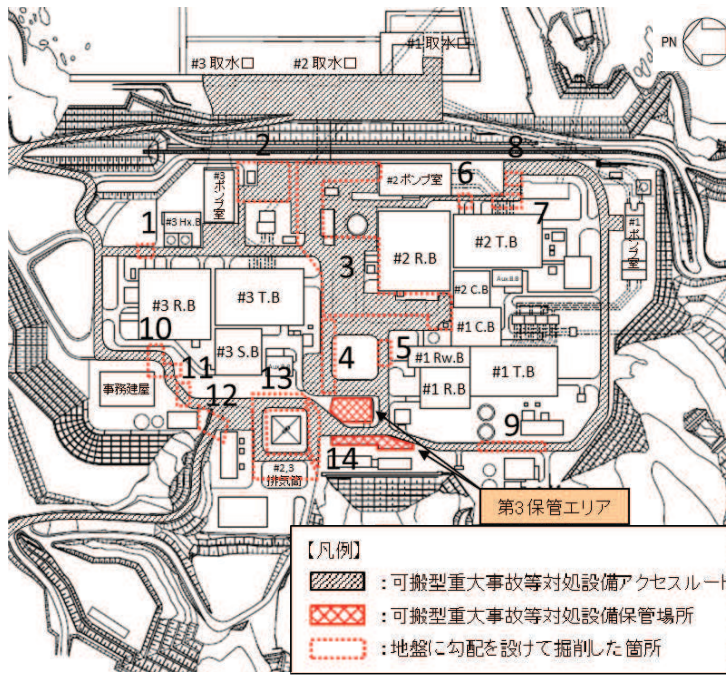 #1 取水口
#3 取水口
#2 取水口
PN
2
8
#3 ポンプ室
#2 ポンプ室
6
7
1
#3 Hx.B
#1 ポンプ室
#2 R.B
#2 T.B
3
#3 R.B
#3 T.B
#2 C.B
#1 C.B
10
#3 S.B
4
5
#1 Rw.B
11
#1 R.B
#1 T.B
事務建屋
13
12
9
14
#2,3
排気筒
第3保管エリア
【凡例】
:可搬型重大事故等対処設備アクセスルート
:可搬型重大事故等対処設備保管場所
:地盤に勾配を設けて掘削した箇所